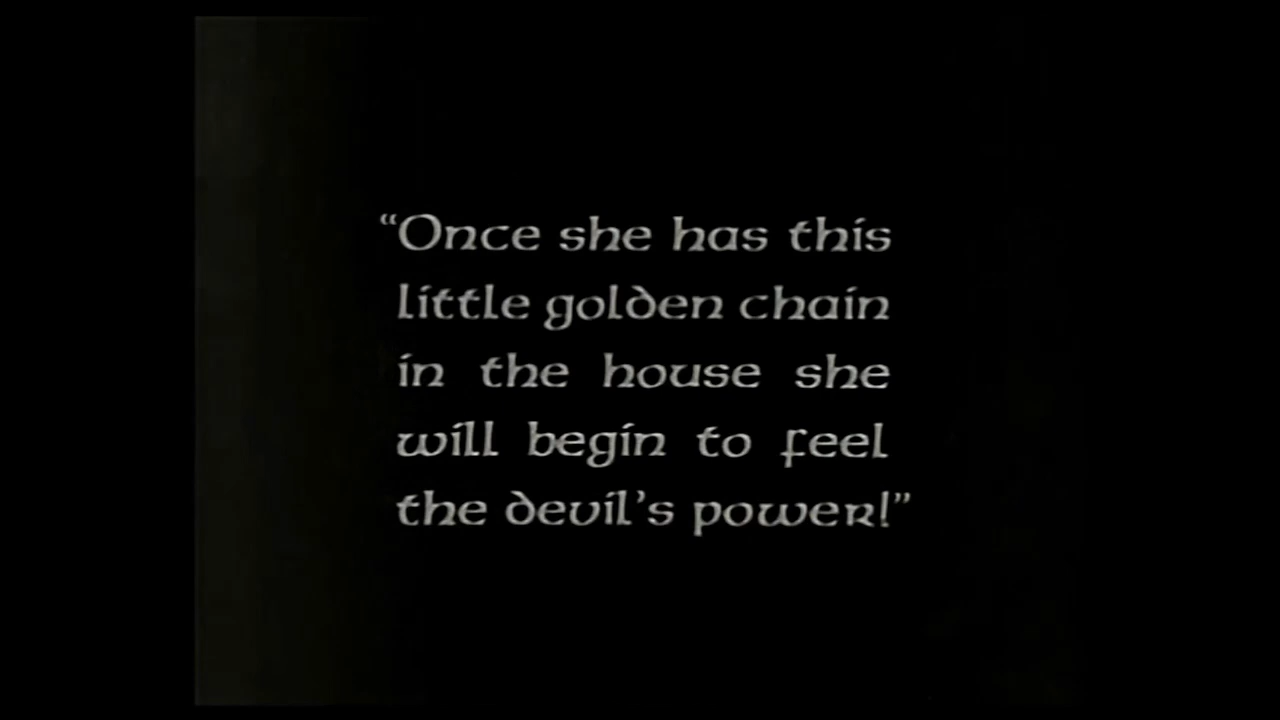 “Once she has this
little golden chain
in the house she
will begin to feel
the devil’s power!”